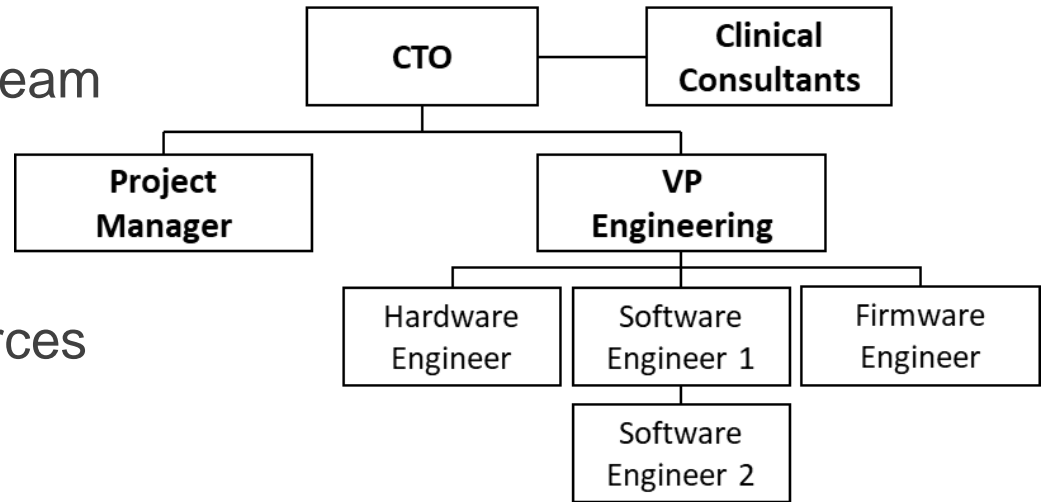 CTO
Clinical
Consultants
eam
Project
Manager
VP
Engineering
rces
Hardware
Engineer
Software
Engineer 1
Firmware
Engineer
Software
Engineer 2